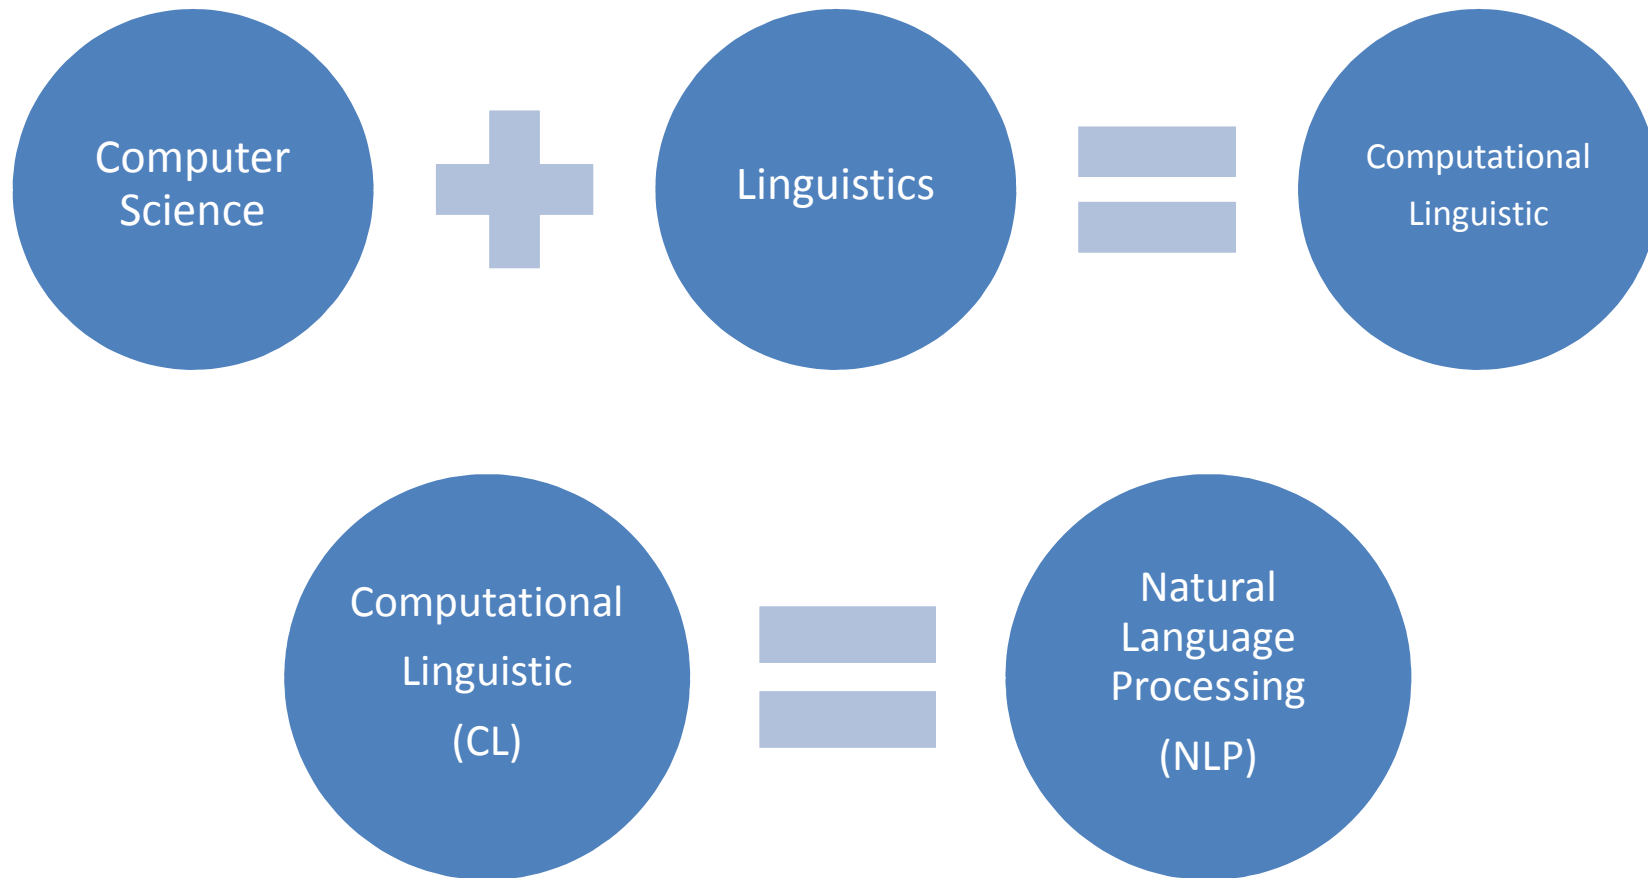 Computer
Science
Linguistics
Computational
Linguistic
Computational
Linguistic
(CL)
Natural
Language
Processing
(NLP)